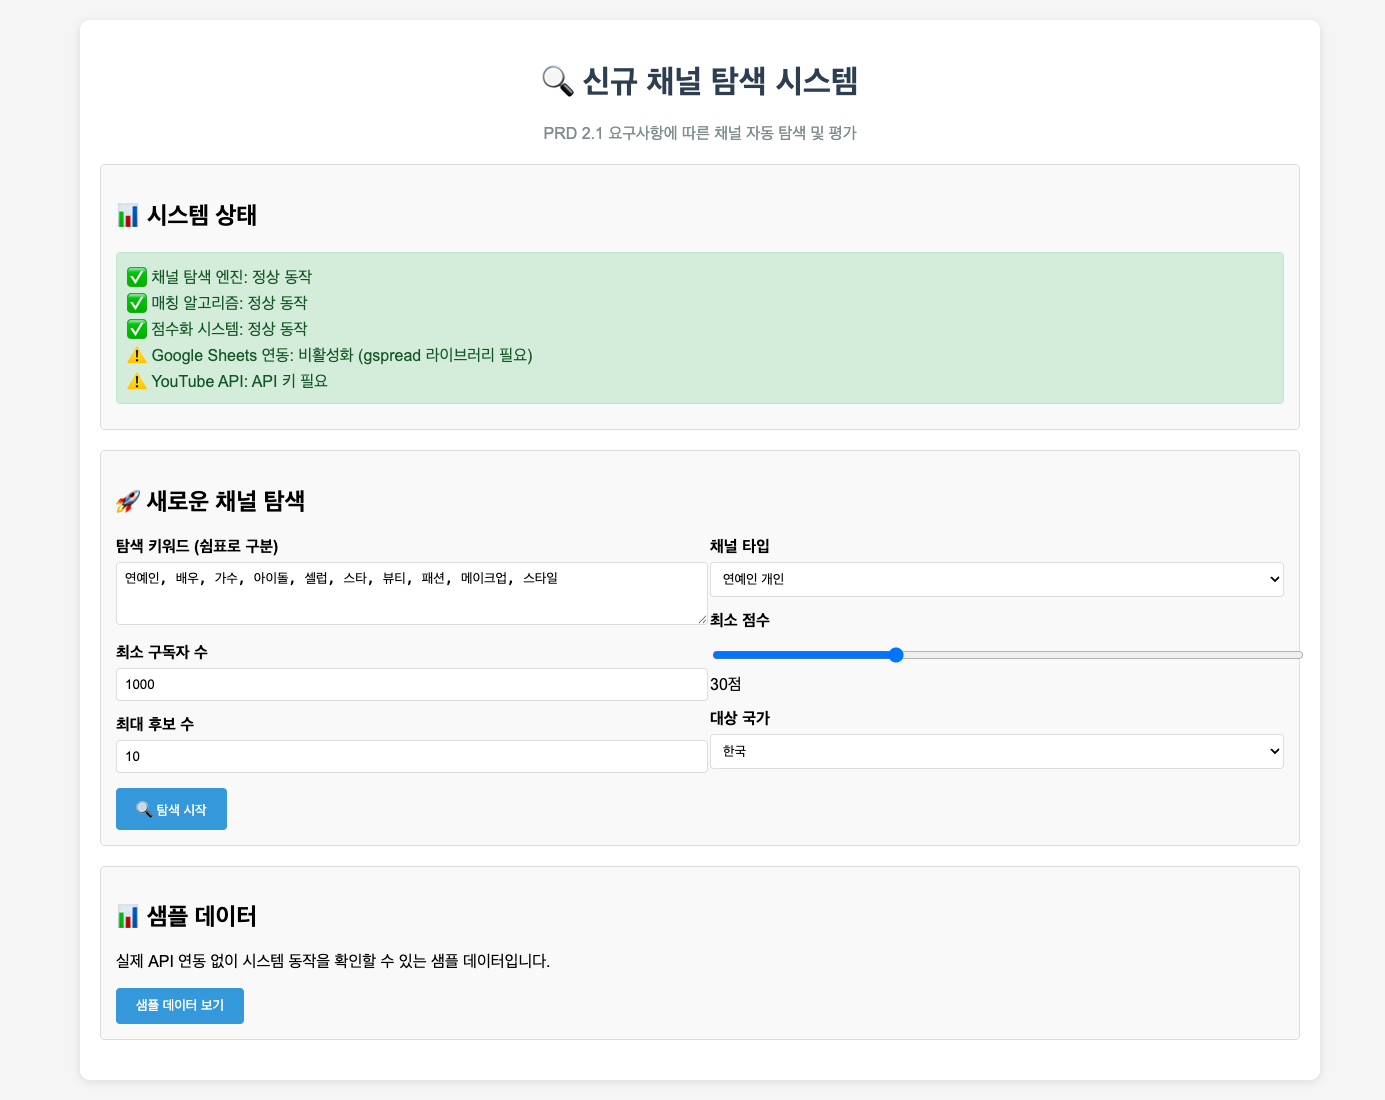 🔍 신규 채널 탐색 시스템
PRD 2.1 요구사항에 따른 채널 자동 탐색 및 평가
📊 시스템 상태
✅ 채널 탐색 엔진: 정상 동작
✅ 매칭 알고리즘: 정상 동작
✅ 점수화 시스템: 정상 동작
⚠️ Google Sheets 연동: 비활성화 (gspread 라이브러리 필요)
⚠️ YouTube API: API 키 필요
🚀 새로운 채널 탐색
탐색 키워드 (쉼표로 구분)
연예인, 배우, 가수, 아이돌, 셀럽, 스타, 뷰티, 패션, 메이크업, 스타일
최소 구독자 수
1000
최대 후보 수
10
채널 타입
연예인 개인
최소 점수
30점
대상 국가
한국
🔍 탐색 시작
📊 샘플 데이터
실제 API 연동 없이 시스템 동작을 확인할 수 있는 샘플 데이터입니다.
샘플 데이터 보기